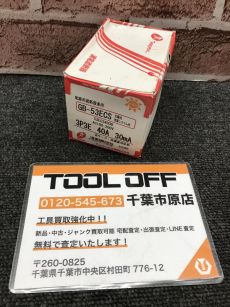 GB-53ECS
3P3E 40A 30mA
TOOL OFF
0120-545-673 千葉市原店
工具買取強化中！！
新品・中古・ジャンク買取可能 宅配査定・出張査定・LINE査定
無料で査定いたします！
〒260-0825
千葉県千葉市中央区村田町 776-12